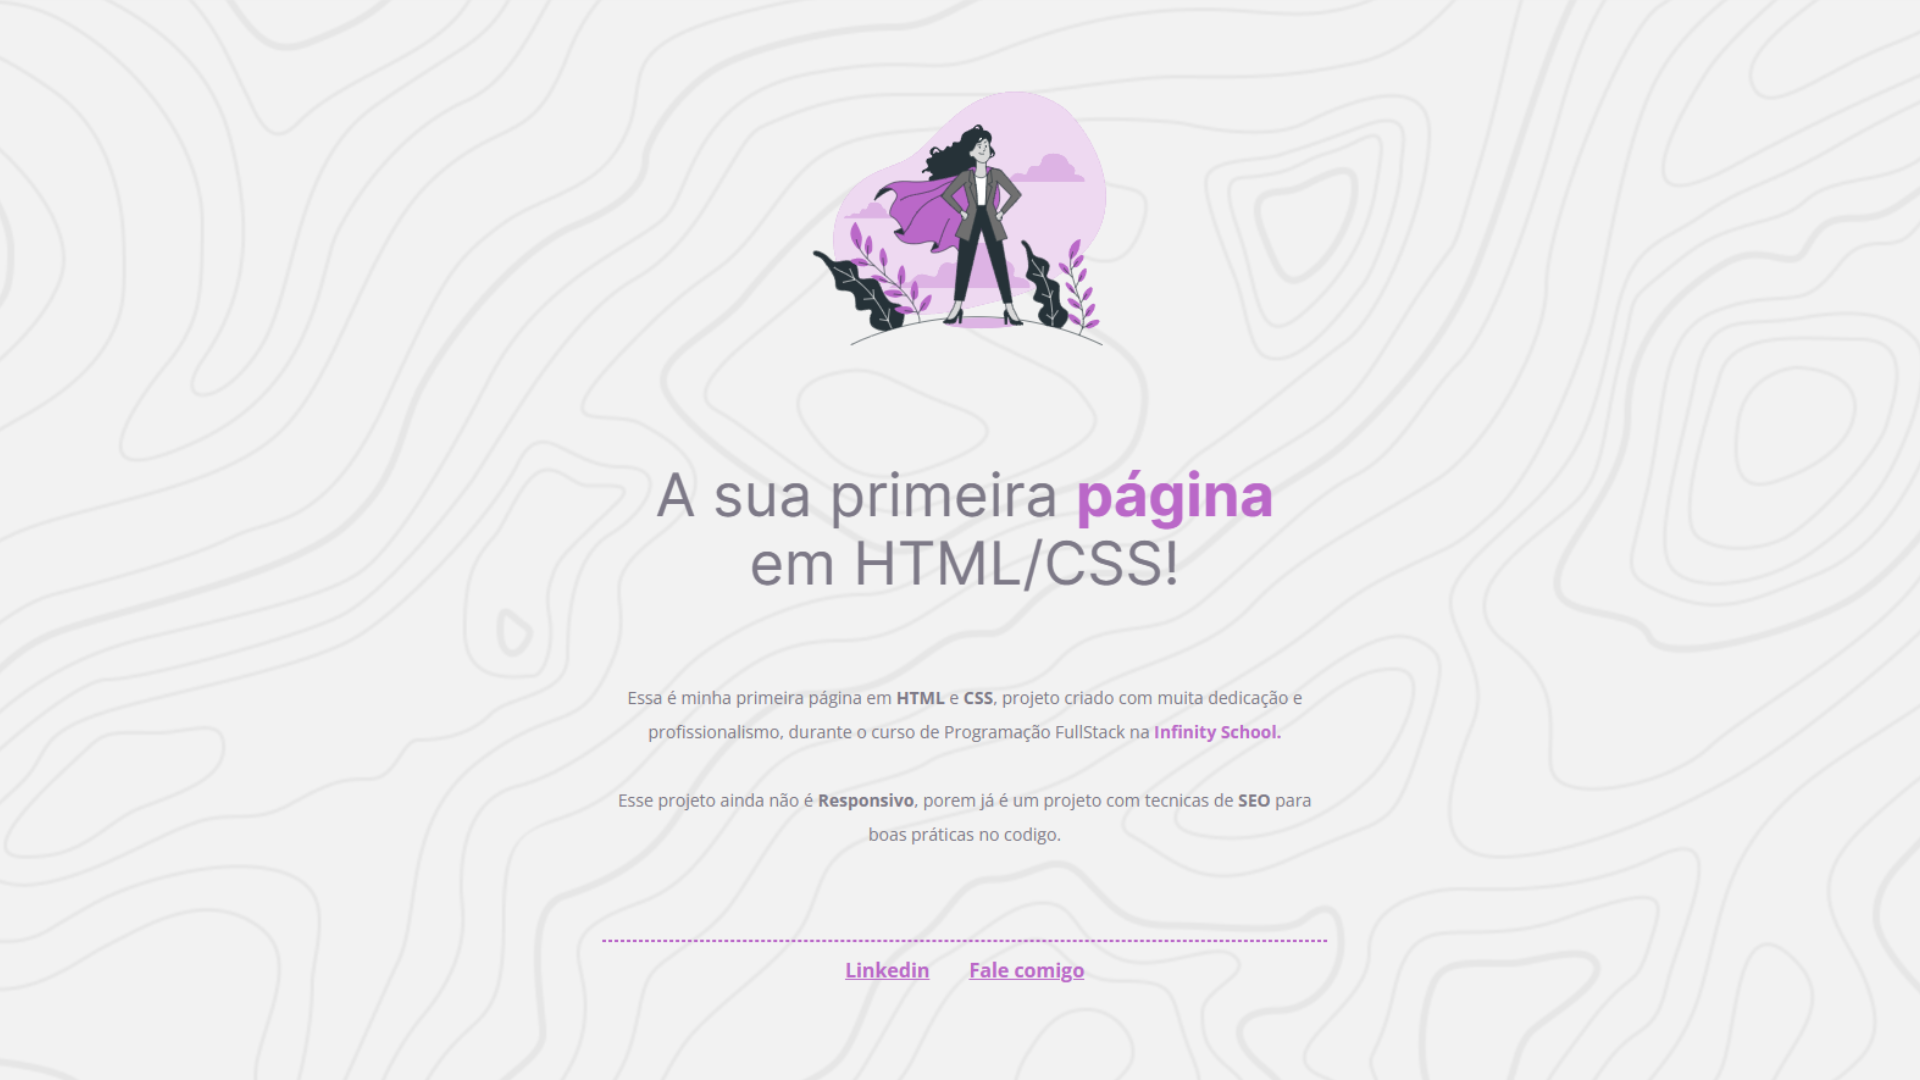 A sua primeira página
em HTML/CSS!
Essa é minha primeira página em HTML e CSS, projeto criado com muita dedicação e
profissionalismo, durante o curso de Programação FullStack na Infinity School.
Esse projeto ainda não é Responsivo, porem já é um projeto com tecnicas de SEO para
boas práticas no codigo.
Linkedin Fale comigo